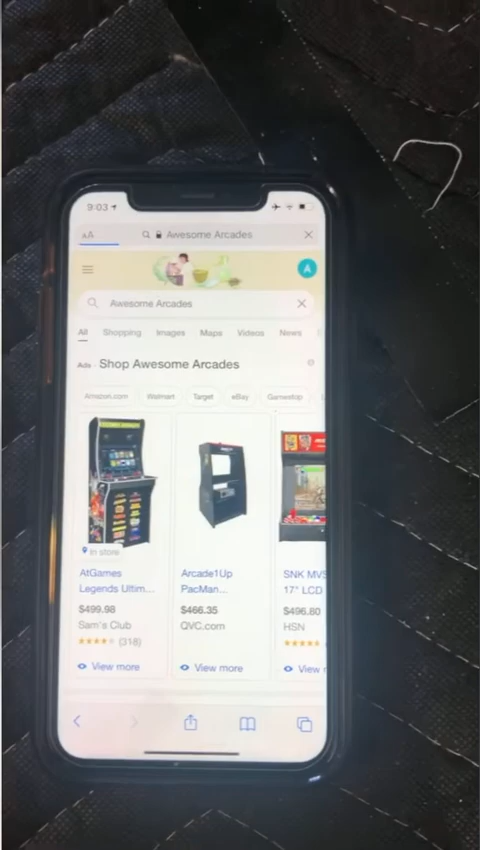 9:03
AA Awesome Arcades
A
Awesome Arcades
All Shopping Images Maps Videos News
Ads · Shop Awesome Arcades
Amazon.com Walmart Target eBay Gamestop
In store
AtGames
Legends Ultim...
$499.98
Sam's Club
(318)
View more
Arcade1Up
PacMan...
$466.35
QVC.com
View more
SNK MVS
17" LCD
$496.80
HSN
View r